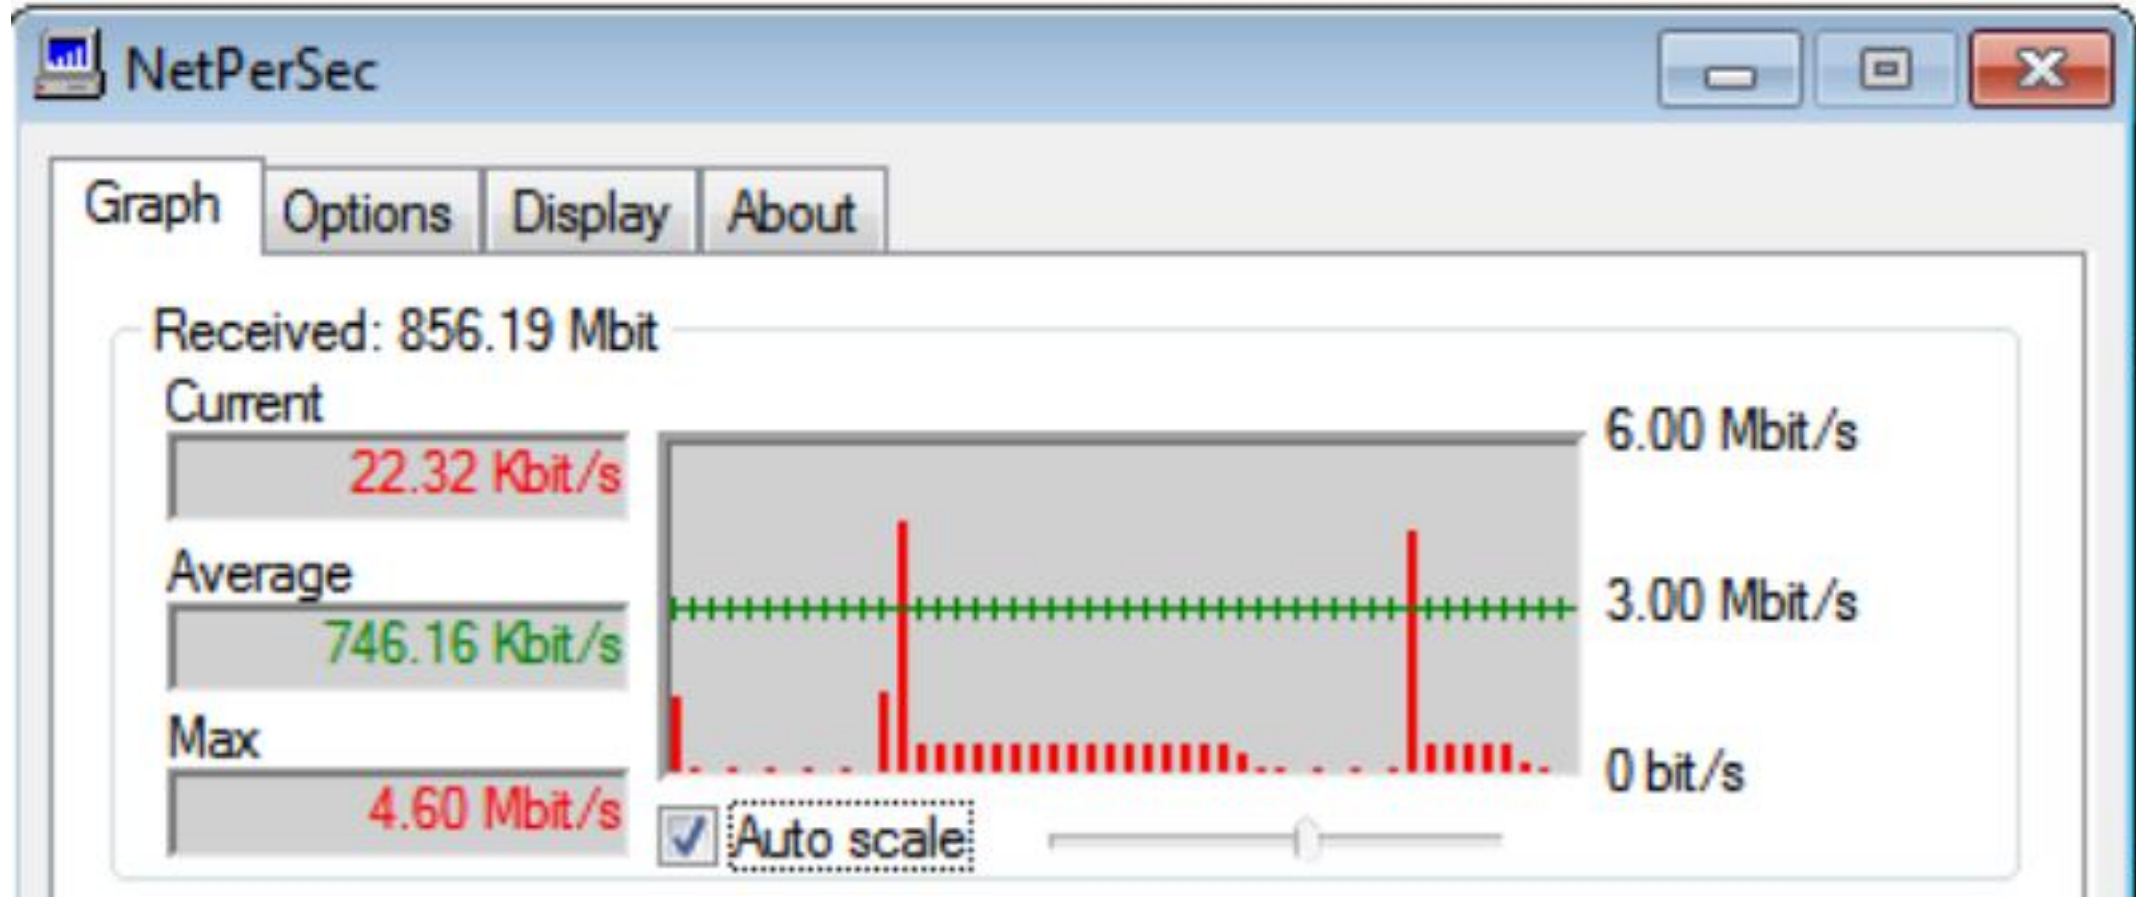 NetPerSec
Graph Options Display About
Received: 856.19 Mbit
Current
22.32 Kbit/s
Average
746.16 Kbit/s
Max
4.60 Mbit/s
6.00 Mbit/s
3.00 Mbit/s
0 bit/s
Auto scale